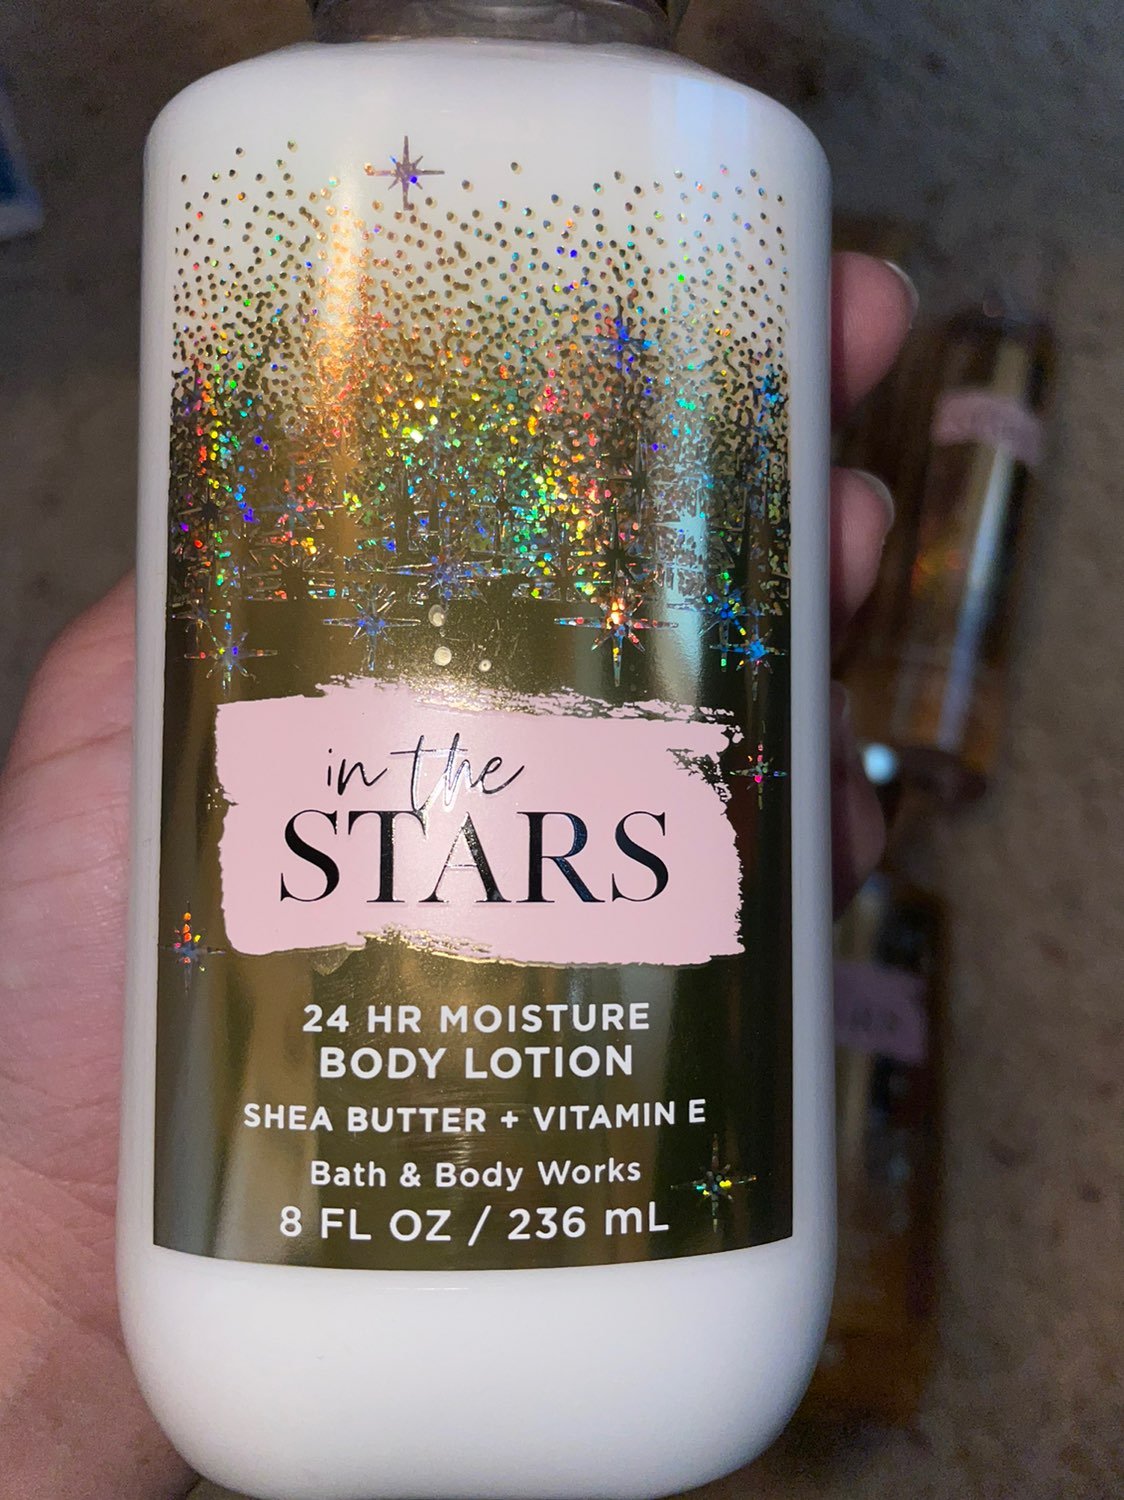 in the
STARS
24 HR MOISTURE
BODY LOTION
SHEA BUTTER + VITAMIN E
Bath & Body Works
8 FL OZ / 236 mL